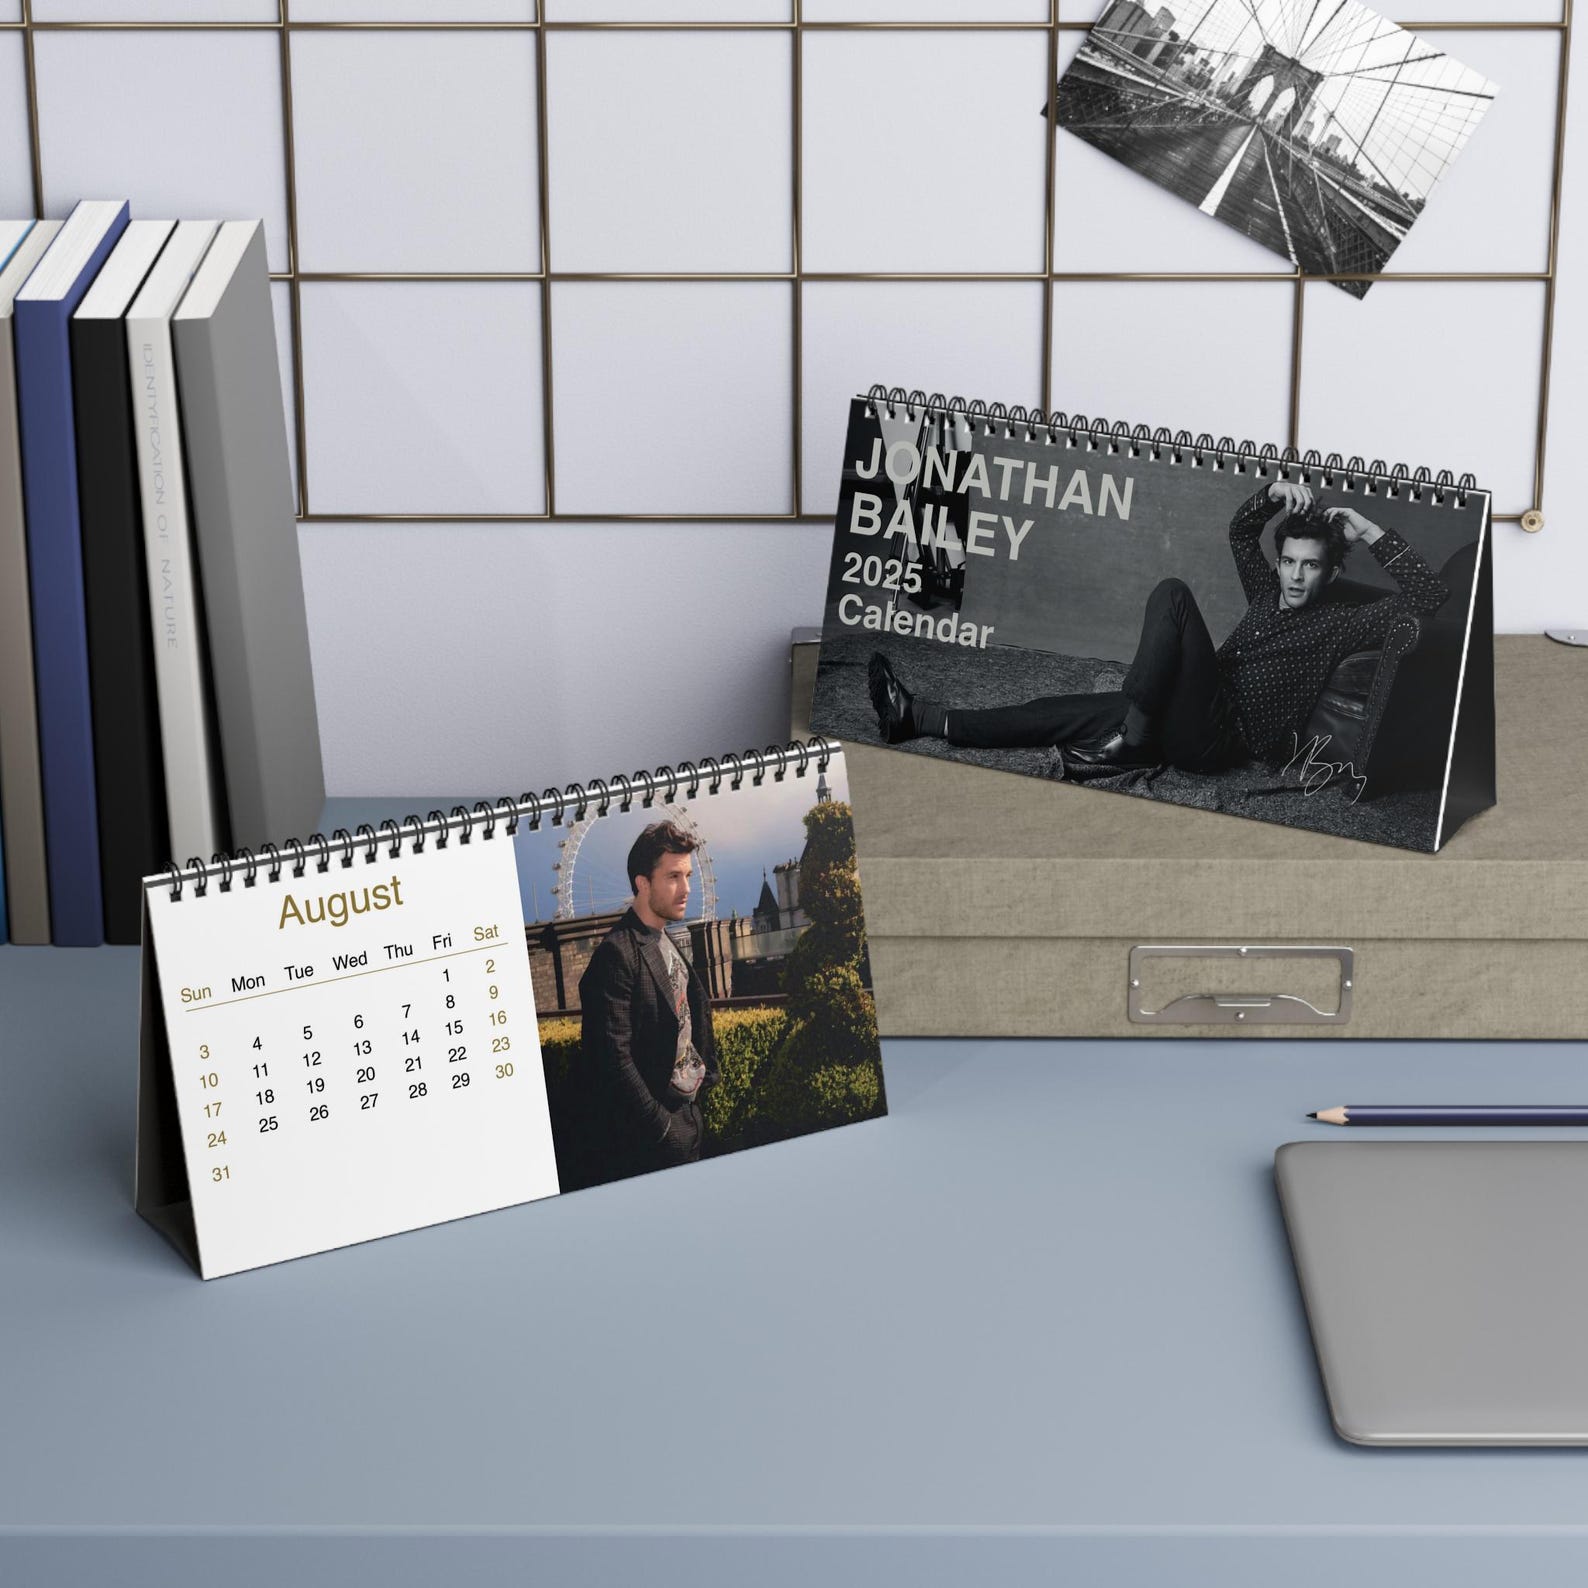 IDENTYFICATION OF NATURE
JONATHAN
BAILEY
2025
Calendar
August
Sun Mon Tue Wed Thu Fri Sat
1 2
3 4 5 6 7 8 9
10 11 12 13 14 15 16
17 18 19 20 21 22 23
24 25 26 27 28 29 30
31